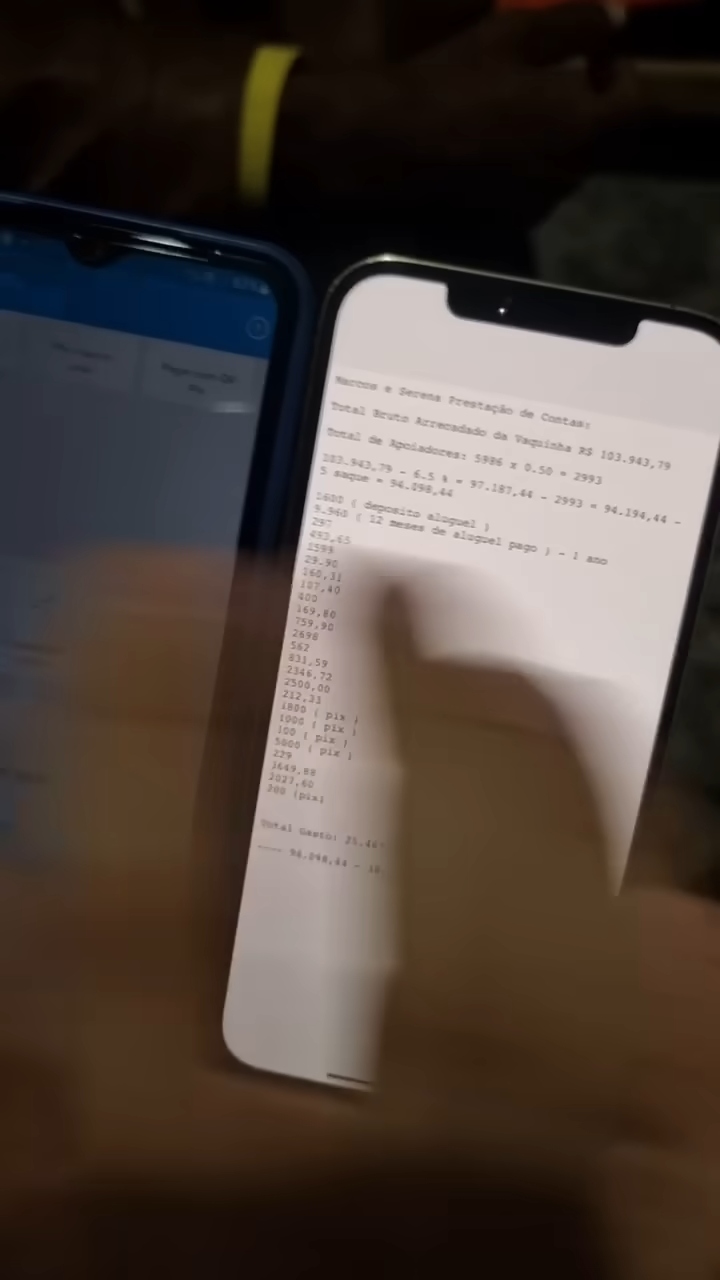 Marcos e Serena Prestação de Contas:
Total Bruto Arrecadado da Vaquinha R$ 103.943,79
Total de Apoiadores: 5986 x 0.50 = 2993
103.943,79 - 6.5 % = 97.187,44 - 2993 = 94.194,44 -
5 saque = 94.098,44
1600 ( deposito aluguel )
9.960 ( 12 meses de aluguel pago ) - 1 ano
297
493,65
1599
29.90
160,31
107,40
400
169,80
759,90
2698
562
831,59
2346,72
2500,00
212,31
1800 ( pix )
1000 ( pix )
100 ( pix )
5000 ( pix )
229
1649,88
2027,60
200 (pix)
Total Gasto:
94.098,44 -